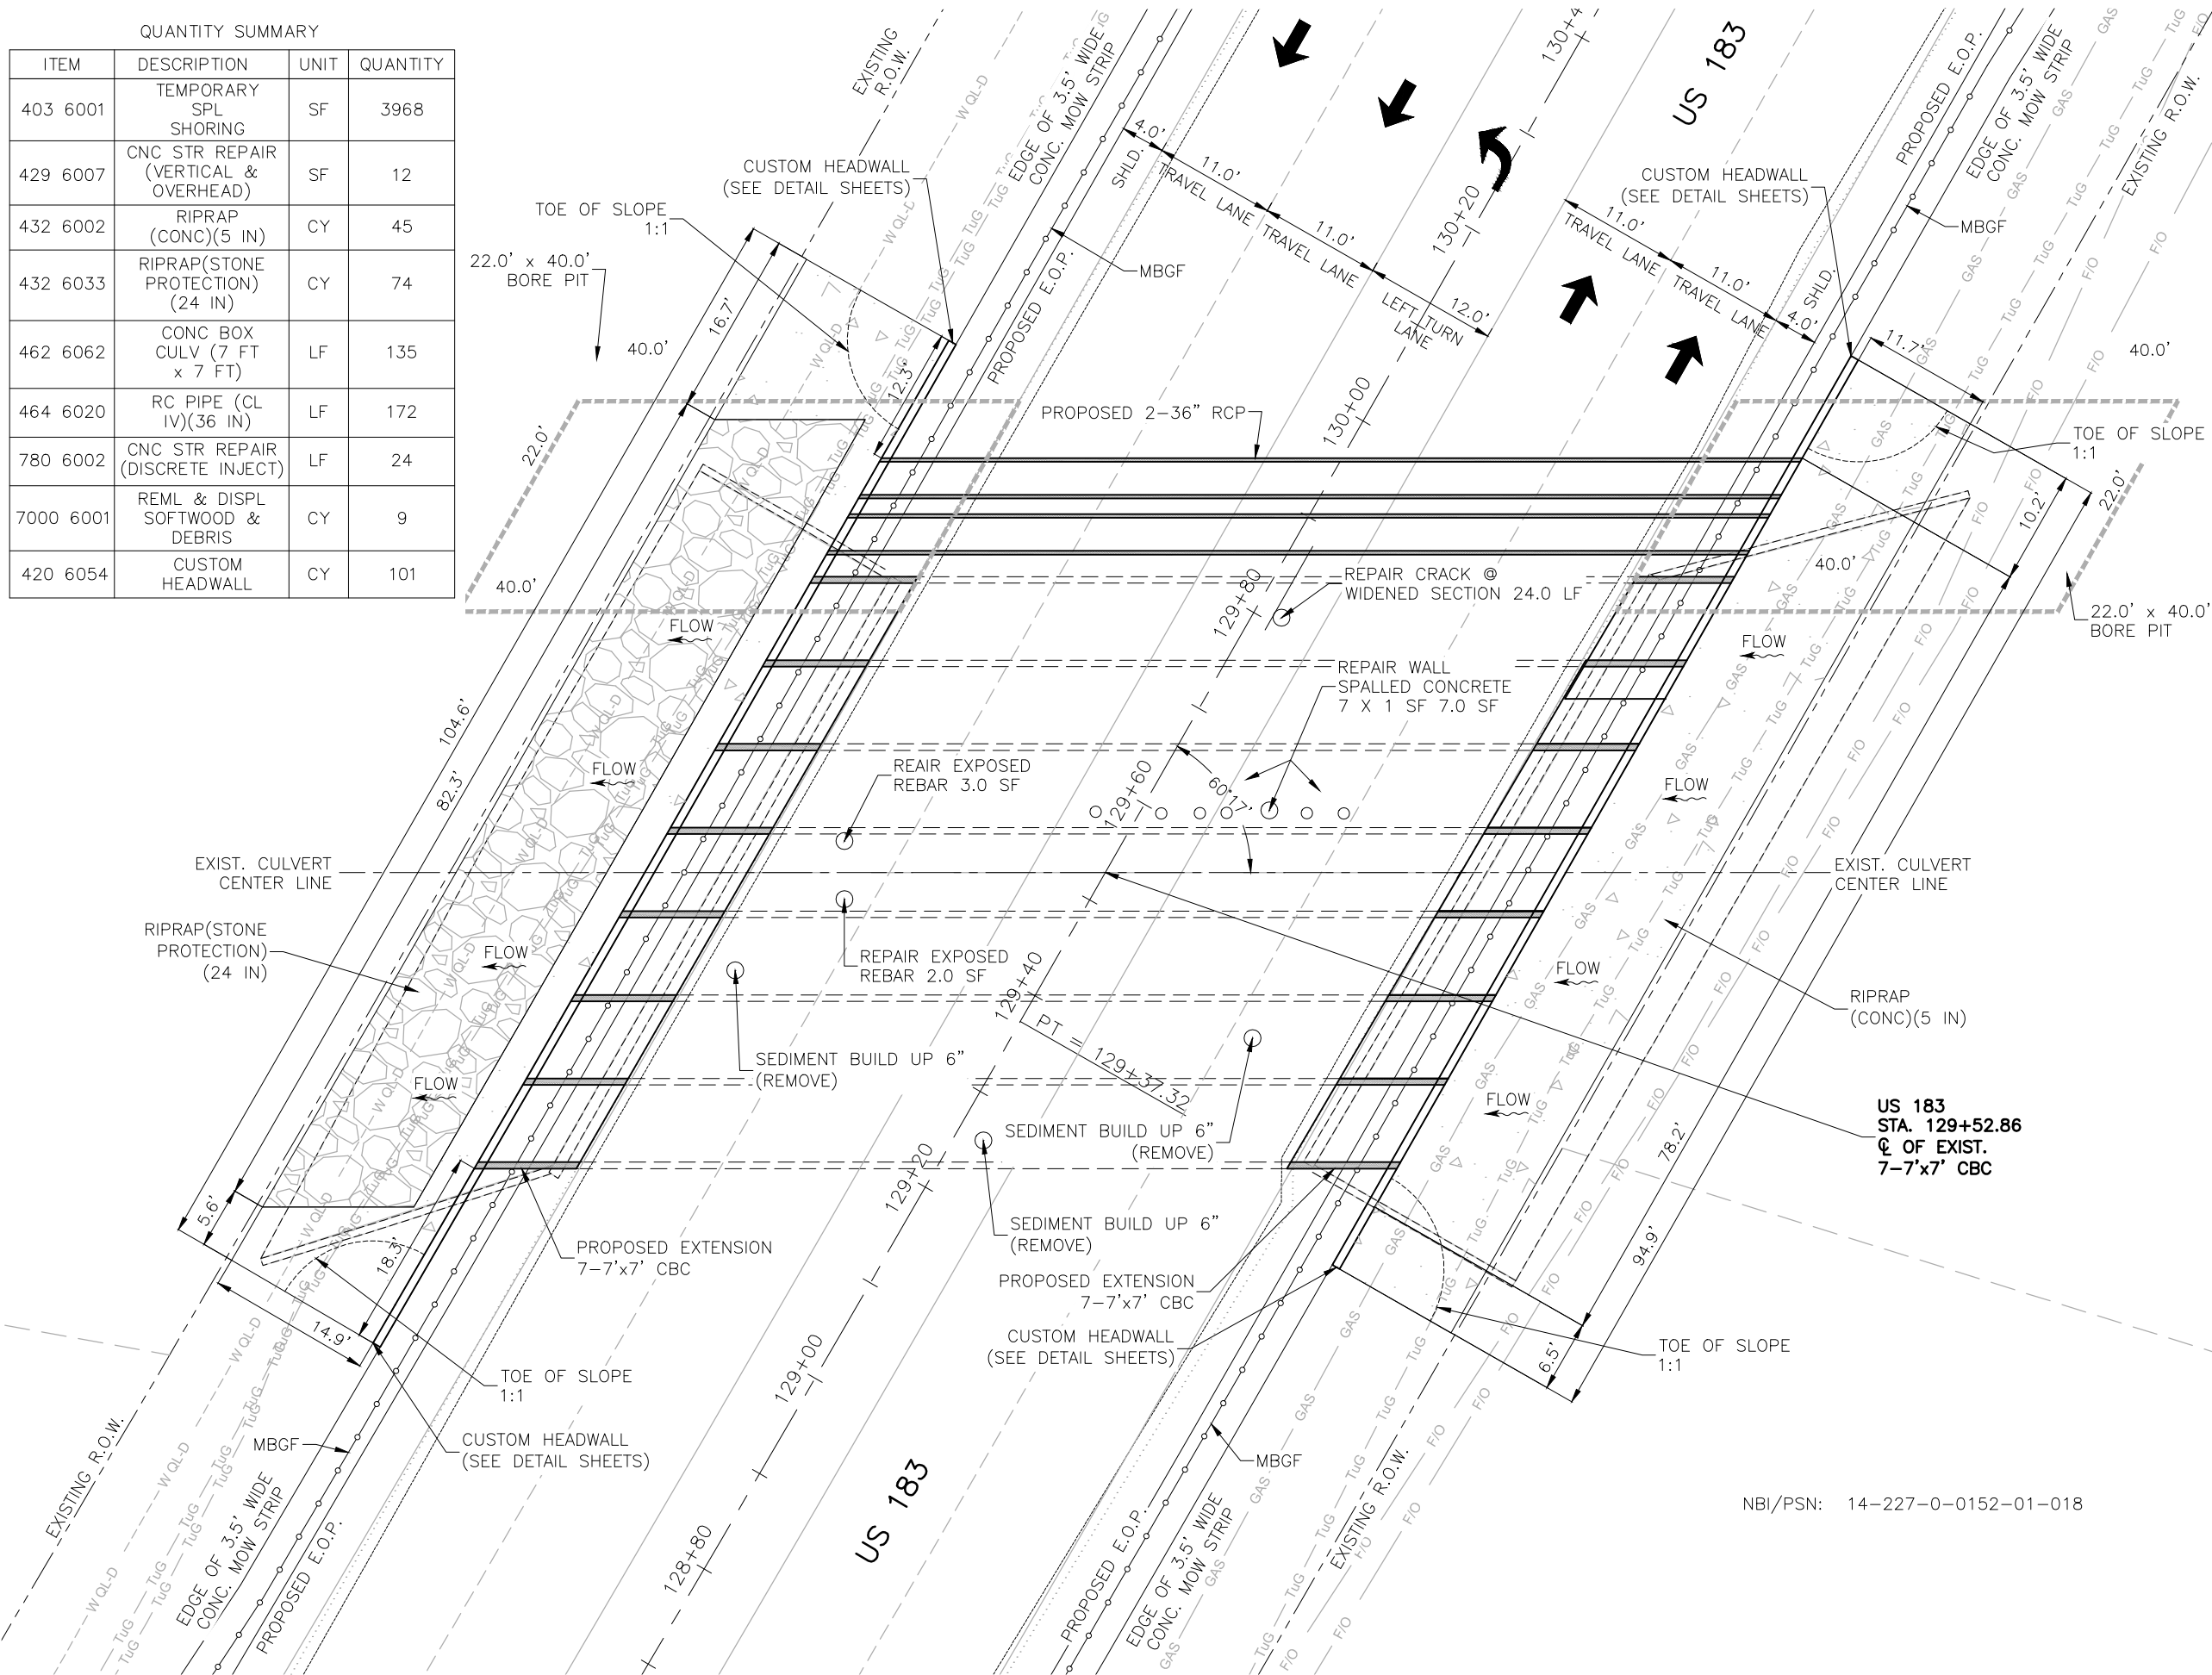 QUANTITY SUMMARY
ITEM DESCRIPTION UNIT QUANTITY
403 6001 TEMPORARY SPL SHORING SF 3968
429 6007 CNC STR REPAIR (VERTICAL & OVERHEAD) SF 12
432 6002 RIPRAP (CONC)(5 IN) CY 45
432 6033 RIPRAP(STONE PROTECTION) (24 IN) CY 74
462 6062 CONC BOX CULV (7 FT x 7 FT) LF 135
464 6020 RC PIPE (CL IV)(36 IN) LF 172
780 6002 CNC STR REPAIR (DISCRETE INJECT) LF 24
7000 6001 REML & DISPL SOFTWOOD & DEBRIS CY 9
420 6054 CUSTOM HEADWALL CY 101
EXISTING
R.O.W.
W QL-D
TuG
EDGE OF 3.5' WIDE
CONC. MOW STRIP
CUSTOM HEADWALL
(SEE DETAIL SHEETS)
TOE OF SLOPE
1:1
22.0' x 40.0'
BORE PIT
16.7'
40.0'
22.0'
40.0'
12.3'
PROPOSED E.O.P.
MBGF
4.0'
SHLD.
11.0'
TRAVEL LANE
11.0'
TRAVEL LANE
12.0'
LEFT TURN
LANE
130+4
130+20
130+00
US 183
11.0'
TRAVEL LANE
11.0'
TRAVEL LANE
4.0'
SHLD.
CUSTOM HEADWALL
(SEE DETAIL SHEETS)
PROPOSED E.O.P.
EDGE OF 3.5' WIDE
CONC. MOW STRIP
GAS
TuG
F/O
EXISTING R.O.W.
MBGF
11.7'
40.0'
TOE OF SLOPE
1:1
22.0'
10.2'
40.0'
22.0' x 40.0'
BORE PIT
PROPOSED 2-36" RCP
REPAIR CRACK @
WIDENED SECTION 24.0 LF
129+80
REPAIR WALL
SPALLED CONCRETE
7 X 1 SF 7.0 SF
FLOW
FLOW
104.6'
82.3'
FLOW
FLOW
REAIR EXPOSED
REBAR 3.0 SF
129+60
60°17'
EXIST. CULVERT
CENTER LINE
EXIST. CULVERT
CENTER LINE
RIPRAP(STONE
PROTECTION)
(24 IN)
FLOW
REPAIR EXPOSED
REBAR 2.0 SF
129+40
PT = 129+37.32
FLOW
RIPRAP
(CONC)(5 IN)
SEDIMENT BUILD UP 6"
(REMOVE)
FLOW
SEDIMENT BUILD UP 6"
(REMOVE)
FLOW
US 183
STA. 129+52.86
℄ OF EXIST.
7-7'x7' CBC
129+20
78.2'
94.9'
5.6'
18.3'
14.9'
PROPOSED EXTENSION
7-7'x7' CBC
SEDIMENT BUILD UP 6"
(REMOVE)
PROPOSED EXTENSION
7-7'x7' CBC
CUSTOM HEADWALL
(SEE DETAIL SHEETS)
TOE OF SLOPE
1:1
6.5'
TOE OF SLOPE
1:1
129+00
CUSTOM HEADWALL
(SEE DETAIL SHEETS)
MBGF
EXISTING R.O.W.
W QL-D
TuG
EDGE OF 3.5' WIDE
CONC. MOW STRIP
PROPOSED E.O.P.
128+80
US 183
MBGF
PROPOSED E.O.P.
EDGE OF 3.5' WIDE
CONC. MOW STRIP
GAS
TuG
EXISTING R.O.W.
F/O
NBI/PSN: 14-227-0-0152-01-018